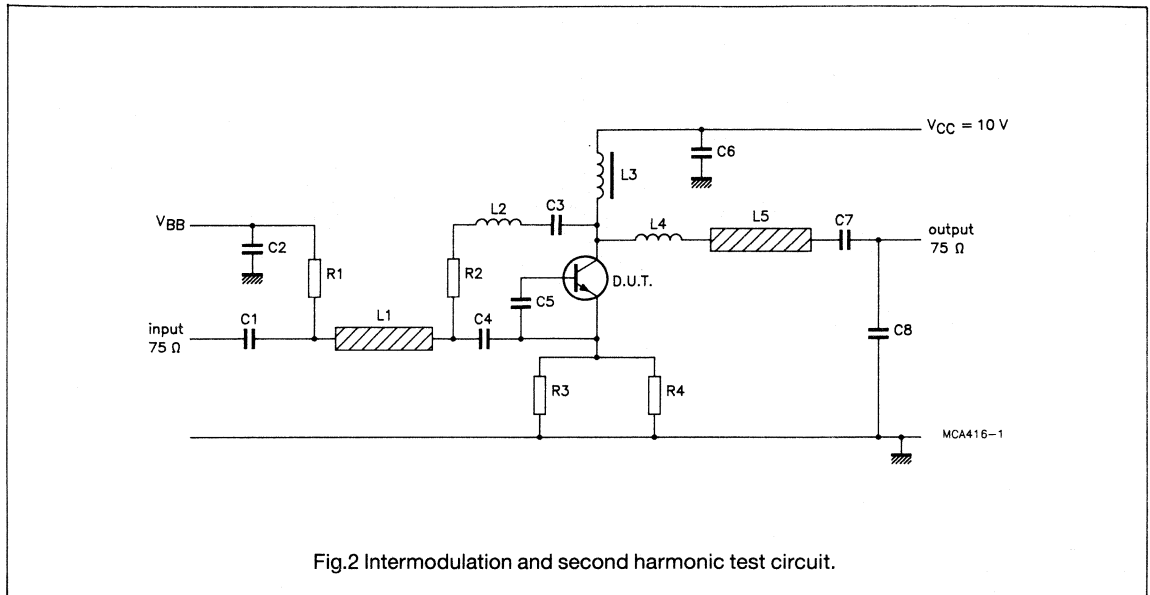 VCC = 10 V
C6
L3
L2
C3
VBB
C2
R1
R2
L4
L5
C7
output
75 Ω
D.U.T.
C5
input
75 Ω
C1
L1
C4
C8
R3
R4
MCA416-1
Fig.2 Intermodulation and second harmonic test circuit.